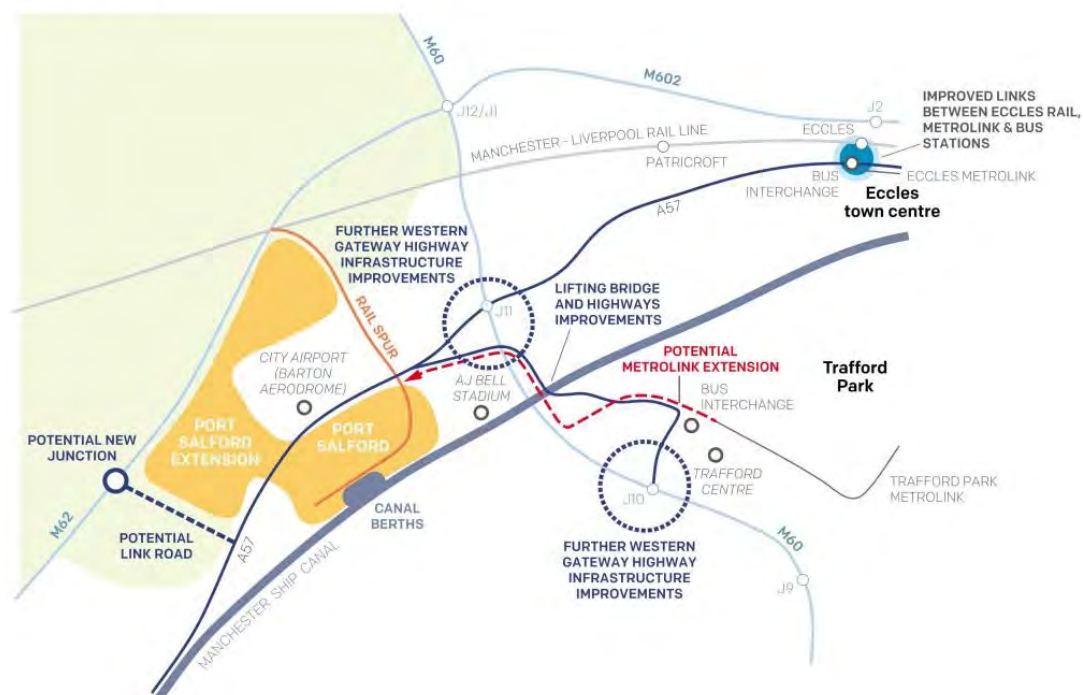 M60
M602
J12/J11
J2
IMPROVED LINKS
BETWEEN ECCLES RAIL,
METROLINK & BUS
STATIONS
ECCLES
MANCHESTER - LIVERPOOL RAIL LINE
PATRICROFT
BUS
INTERCHANGE
ECCLES METROLINK
Eccles
town centre
A57
FURTHER WESTERN
GATEWAY HIGHWAY
INFRASTRUCTURE
IMPROVEMENTS
J11
LIFTING BRIDGE
AND HIGHWAYS
IMPROVEMENTS
RAIL SPUR
CITY AIRPORT
(BARTON
AERODROME)
AJ BELL
STADIUM
POTENTIAL
METROLINK EXTENSION
BUS
INTERCHANGE
Trafford
Park
PORT
SALFORD
EXTENSION
PORT
SALFORD
POTENTIAL NEW
JUNCTION
TRAFFORD
CENTRE
TRAFFORD PARK
METROLINK
J10
CANAL
BERTHS
M62
POTENTIAL
LINK ROAD
A57
MANCHESTER SHIP CANAL
FURTHER WESTERN
GATEWAY HIGHWAY
INFRASTRUCTURE
IMPROVEMENTS
M60
J9